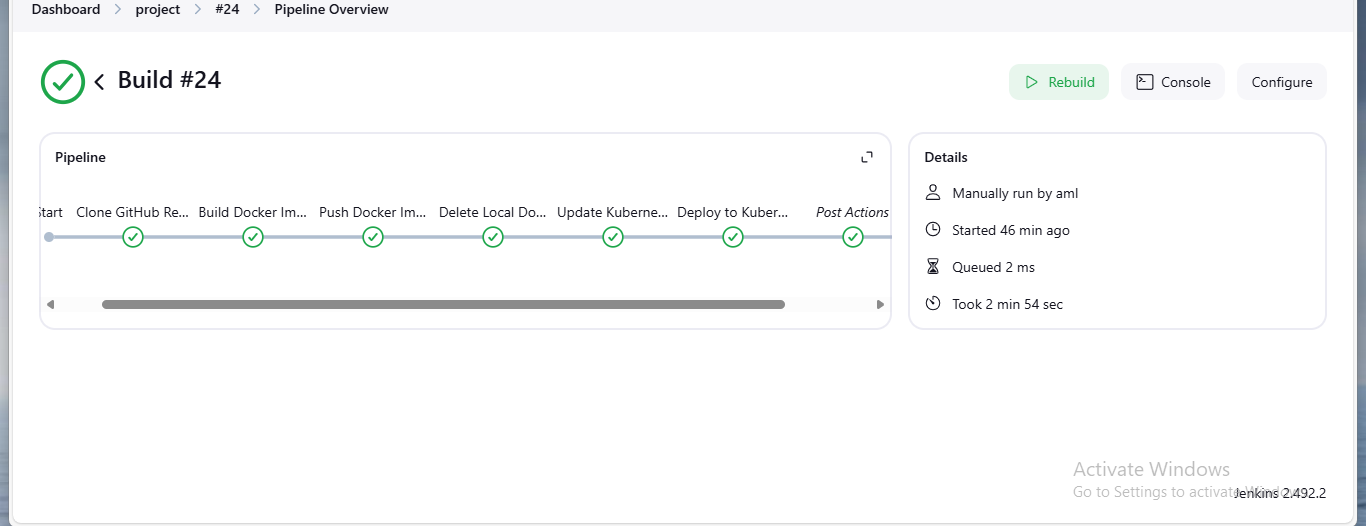 Dashboard > project > #24 > Pipeline Overview
Build #24
Rebuild
Console
Configure
Pipeline
Start
Clone GitHub Re...
Build Docker Im...
Push Docker Im...
Delete Local Do...
Update Kuberne...
Deploy to Kuber...
Post Actions
Details
Manually run by aml
Started 46 min ago
Queued 2 ms
Took 2 min 54 sec
Activate Windows
Go to Settings to activate Windows.
Jenkins 2.492.2